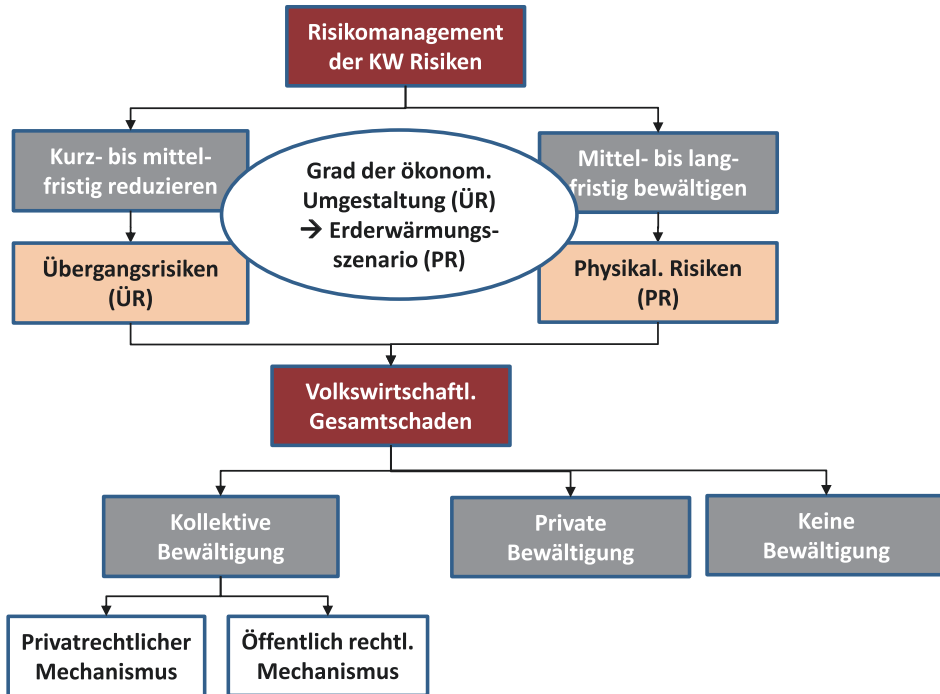 Risikomanagement
der KW Risiken
Kurz- bis mittel-
fristig reduzieren
Grad der ökonom.
Umgestaltung (ÜR)
→ Erderwärmungs-
szenario (PR)
Mittel- bis lang-
fristig bewältigen
Übergangsrisiken
(ÜR)
Physikal. Risiken
(PR)
Volkswirtschaftl.
Gesamtschaden
Kollektive
Bewältigung
Private
Bewältigung
Keine
Bewältigung
Privatrechtlicher
Mechanismus
Öffentlich rechtl.
Mechanismus